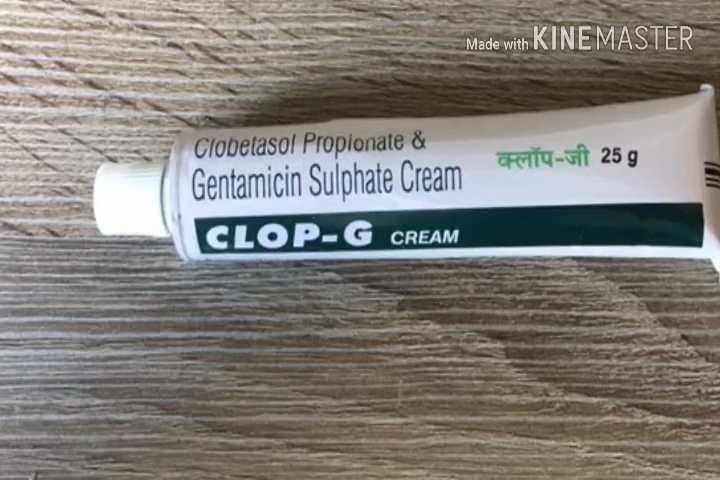 Made with KINEMASTER
Clobetasol Propionate &
Gentamicin Sulphate Cream
क्लॉप-जी 25 g
CLOP-G CREAM